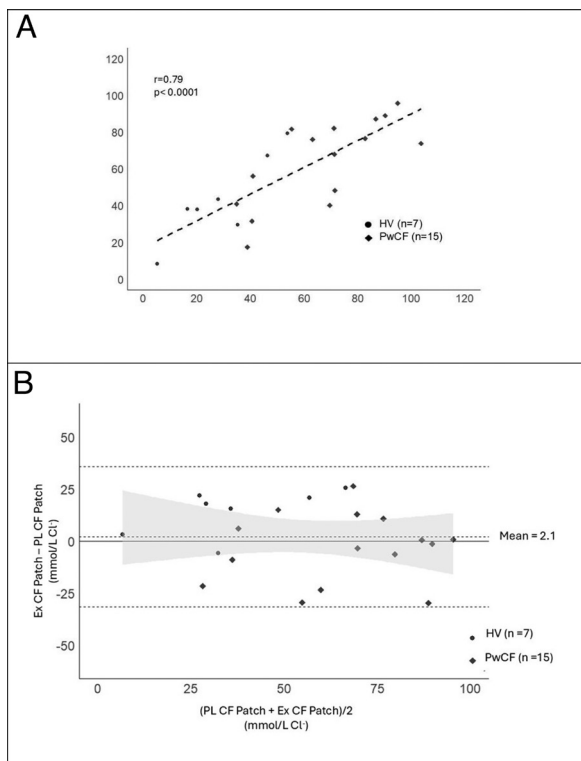 A
120
100
80
60
40
20
0
r=0.79
p< 0.0001
HV (n=7)
PwCF (n=15)
0 20 40 60 80 100 120
B
50
25
0
-25
-50
Ex CF Patch – PL CF Patch
(mmol/L Cl-)
Mean = 2.1
HV (n =7)
PwCF (n =15)
0 25 50 75 100
(PL CF Patch + Ex CF Patch)/2
(mmol/L Cl-)